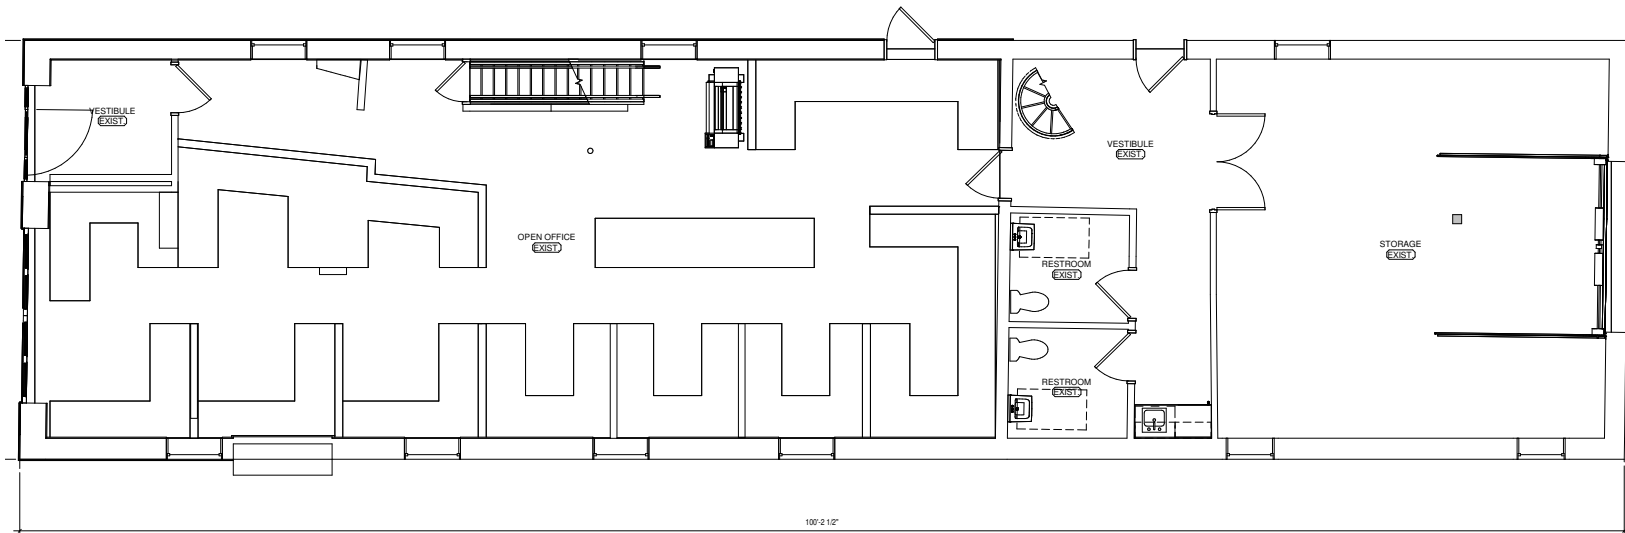 VESTIBULE
EXIST.
VESTIBULE
EXIST.
OPEN OFFICE
EXIST.
STORAGE
EXIST.
RESTROOM
EXIST.
RESTROOM
EXIST.
100'-2 1/2"